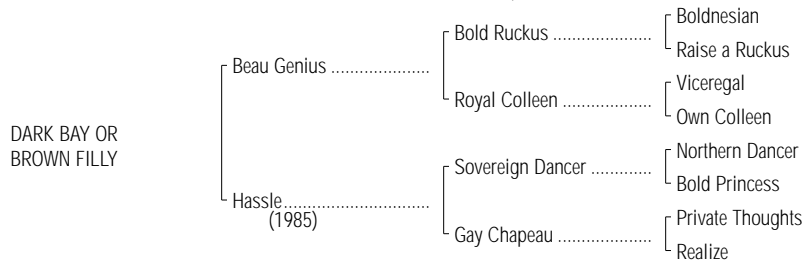 Boldnesian
Bold Ruckus ......................
Raise a Ruckus
Beau Genius ......................
Viceregal
Royal Colleen ....................
Own Colleen
DARK BAY OR
BROWN FILLY
Northern Dancer
Sovereign Dancer .............
Bold Princess
Hassle.................................
(1985)
Private Thoughts
Gay Chapeau .....................
Realize